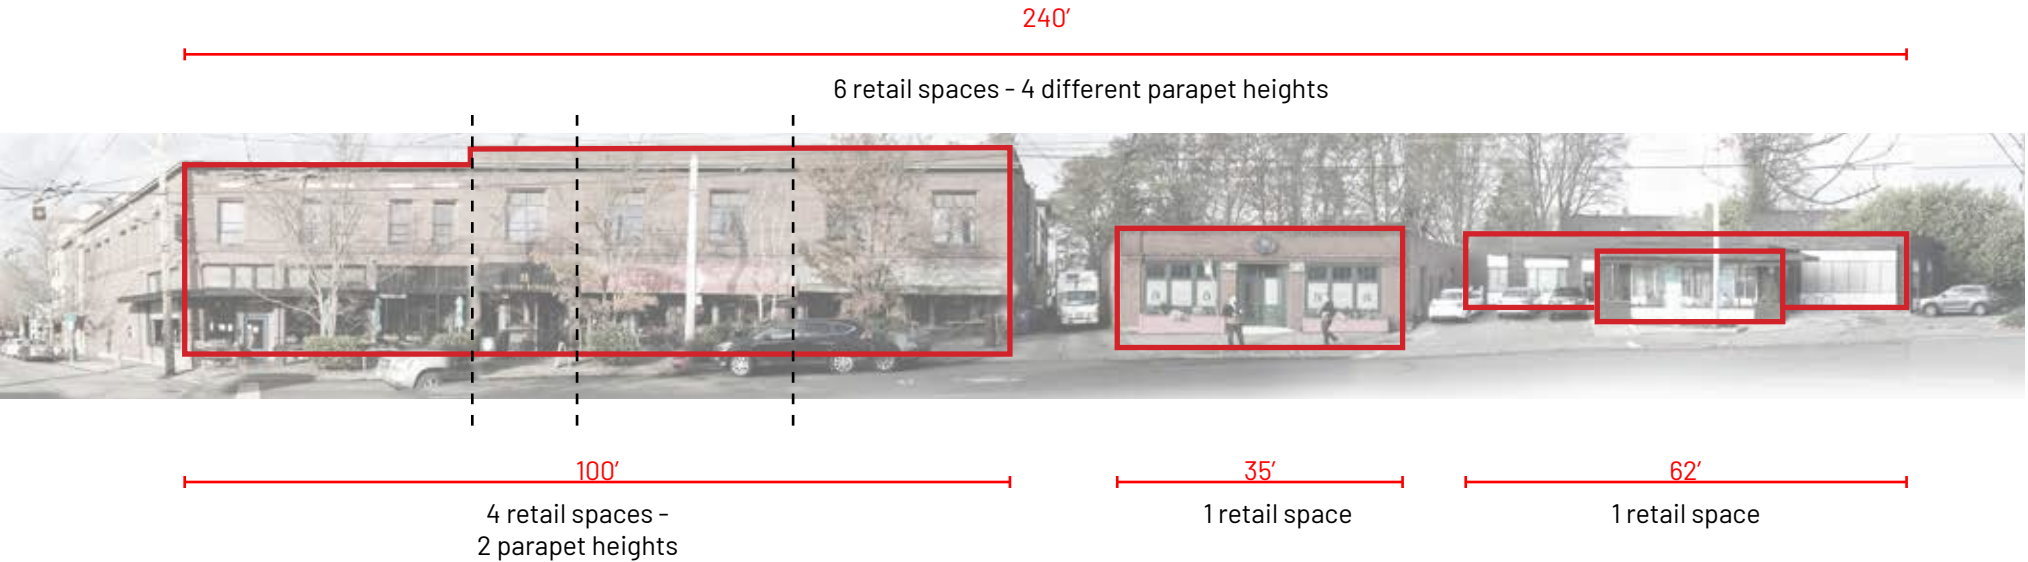 240′
6 retail spaces - 4 different parapet heights
100′
35′
62′
4 retail spaces -
2 parapet heights
1 retail space
1 retail space